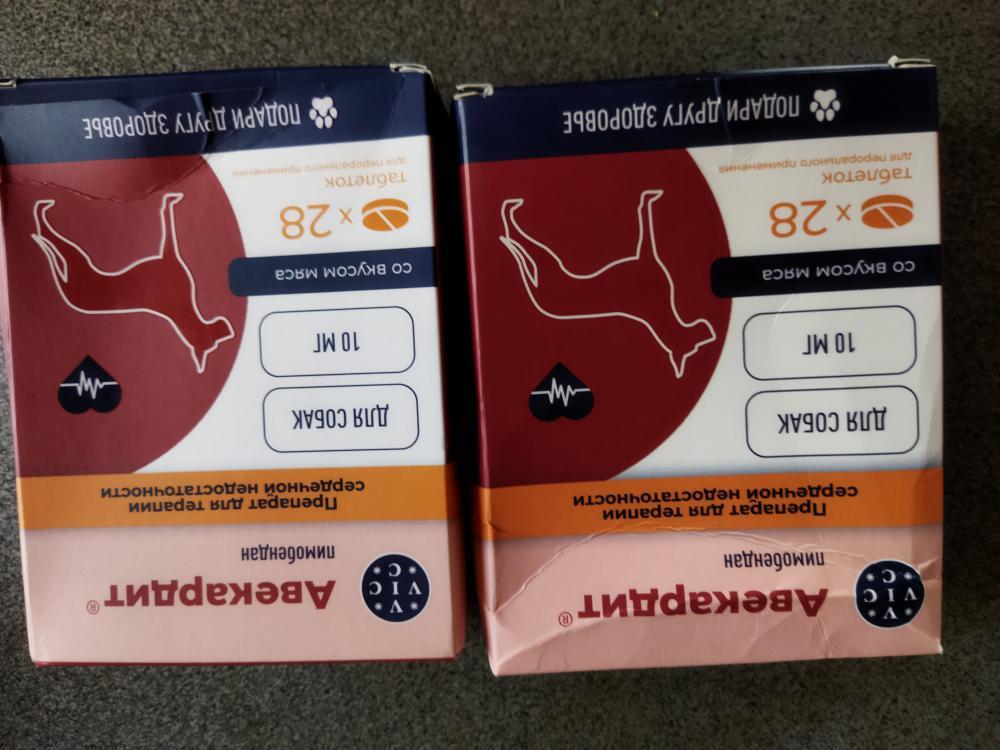 VIC
VIC
Авекардит®
пимобендан
Препарат для терапии
сердечной недостаточности
ДЛЯ СОБАК
10 МГ
СО ВКУСОМ МЯСА
x 28
таблеток
для перорального применения
ПОДАРИ ДРУГУ ЗДОРОВЬЕ
VIC
VIC
Авекардит®
пимобендан
Препарат для терапии
сердечной недостаточности
ДЛЯ СОБАК
10 МГ
СО ВКУСОМ МЯСА
x 28
таблеток
для перорального применения
ПОДАРИ ДРУГУ ЗДОРОВЬЕ